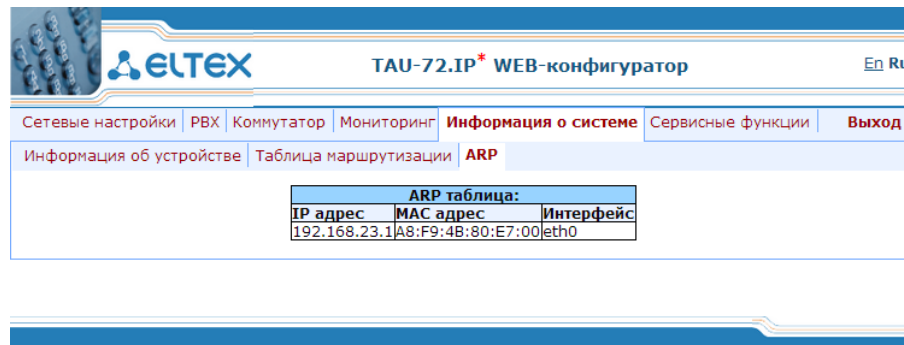 ELTEX
TAU-72.IP* WEB-конфигуратор
En Ru
Сетевые настройки PBX Коммутатор Мониторинг Информация о системе Сервисные функции Выход
Информация об устройстве Таблица маршрутизации ARP
ARP таблица:
IP адрес MAC адрес Интерфейс
192.168.23.1 A8:F9:4B:80:E7:00 eth0